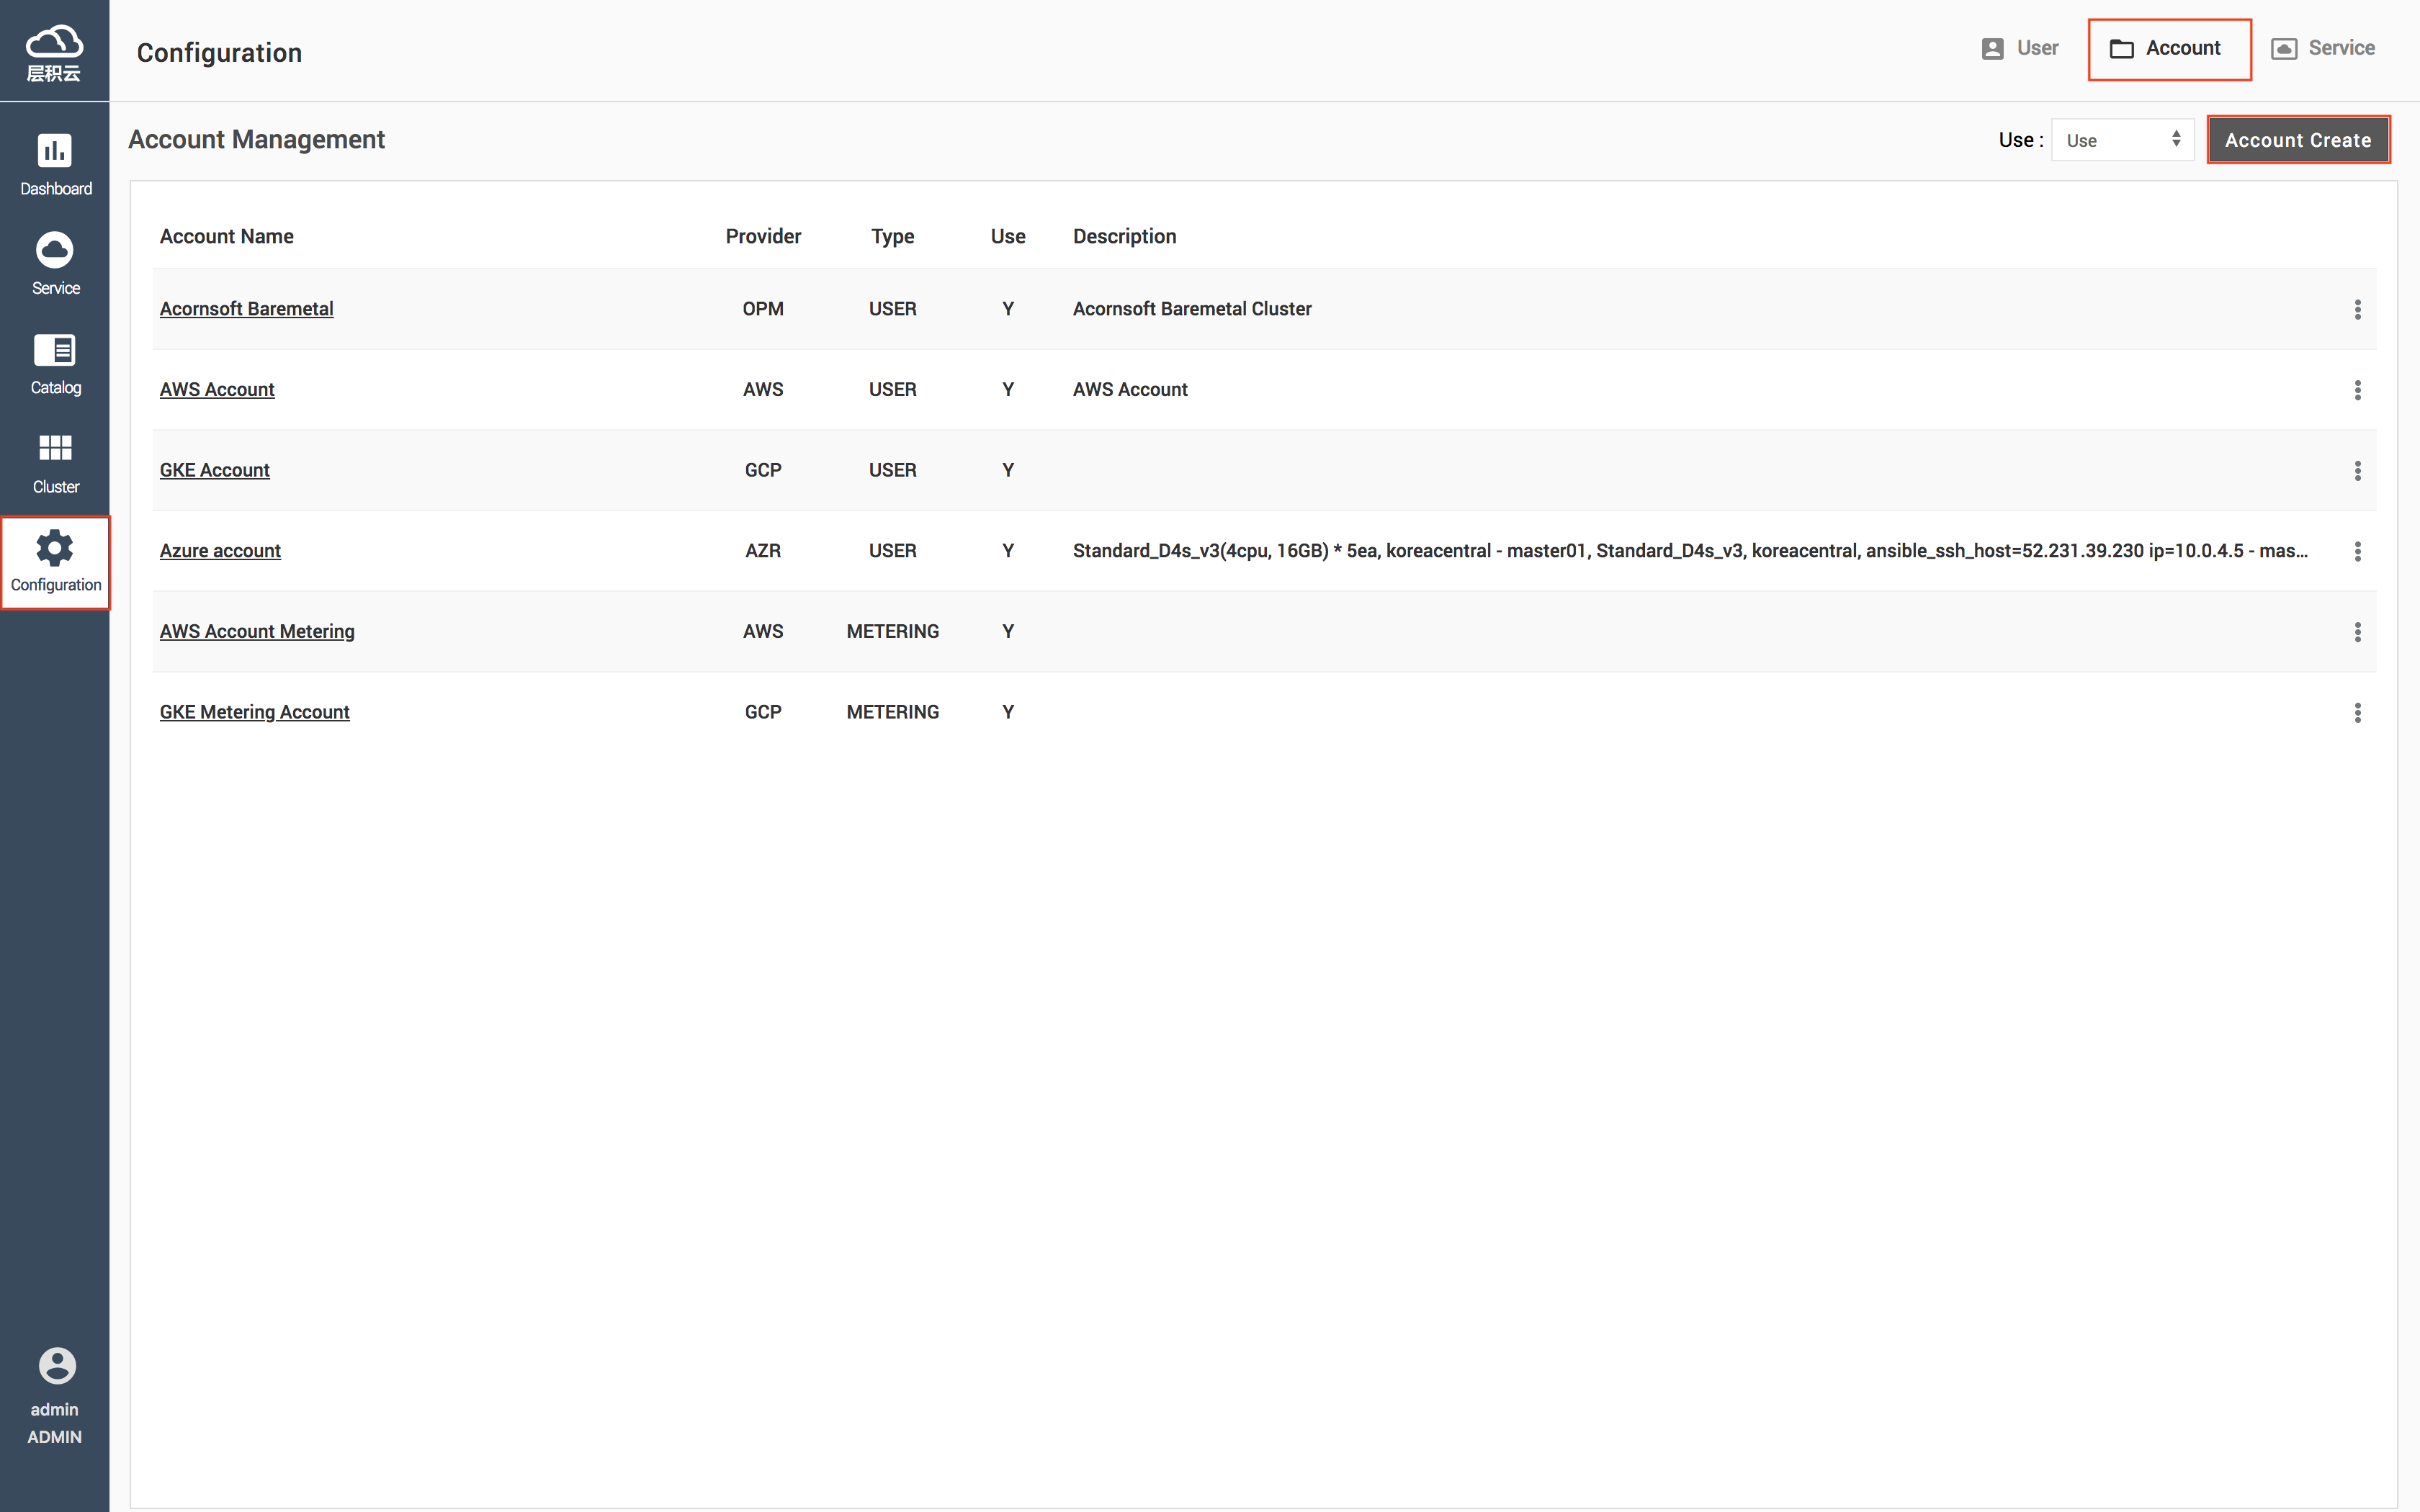 层积云
Configuration
User
Account
Service
Account Management
Use :
Use
Account Create
Dashboard
Service
Catalog
Cluster
Configuration
Account Name Provider Type Use Description
Acornsoft Baremetal OPM USER Y Acornsoft Baremetal Cluster
AWS Account AWS USER Y AWS Account
GKE Account GCP USER Y
Azure account AZR USER Y Standard_D4s_v3(4cpu, 16GB) * 5ea, koreacentral - master01, Standard_D4s_v3, koreacentral, ansible_ssh_host=52.231.39.230 ip=10.0.4.5 - mas...
AWS Account Metering AWS METERING Y
GKE Metering Account GCP METERING Y
admin
ADMIN